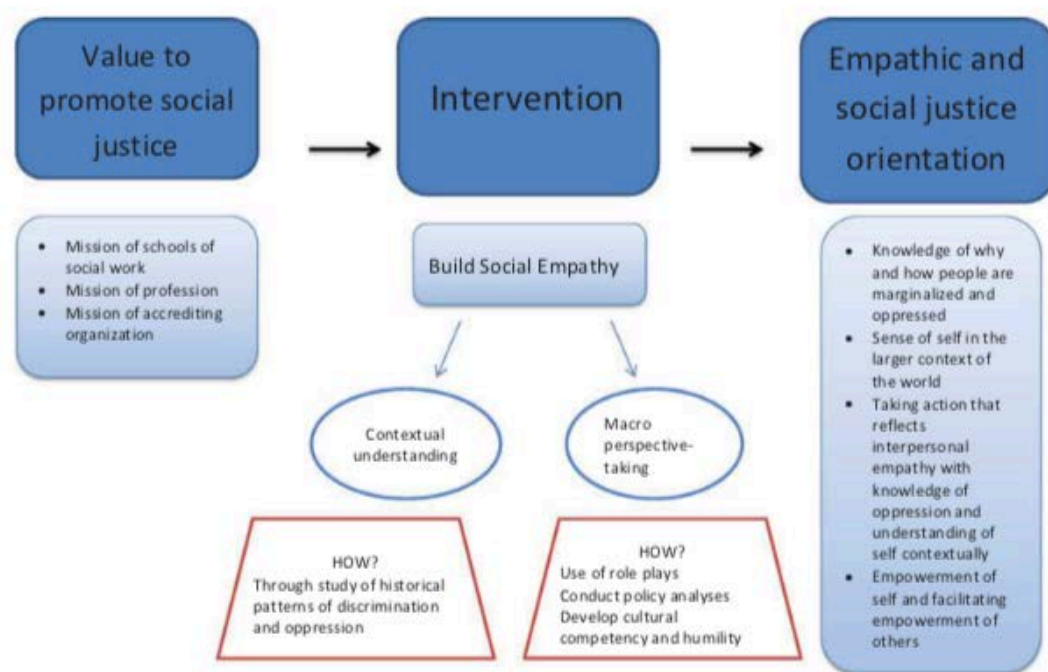 Value to
promote social
justice
• Mission of schools of
social work
• Mission of profession
• Mission of accrediting
organization
Intervention
Build Social Empathy
Contextual
understanding
Macro
perspective-
taking
HOW?
Through study of historical
patterns of discrimination
and oppression
HOW?
Use of role plays
Conduct policy analyses
Develop cultural
competency and humility
Empathic and
social justice
orientation
• Knowledge of why
and how people are
marginalized and
oppressed
• Sense of self in the
larger context of
the world
• Taking action that
reflects
interpersonal
empathy with
knowledge of
oppression and
understanding of
self contextually
• Empowerment of
self and facilitating
empowerment of
others